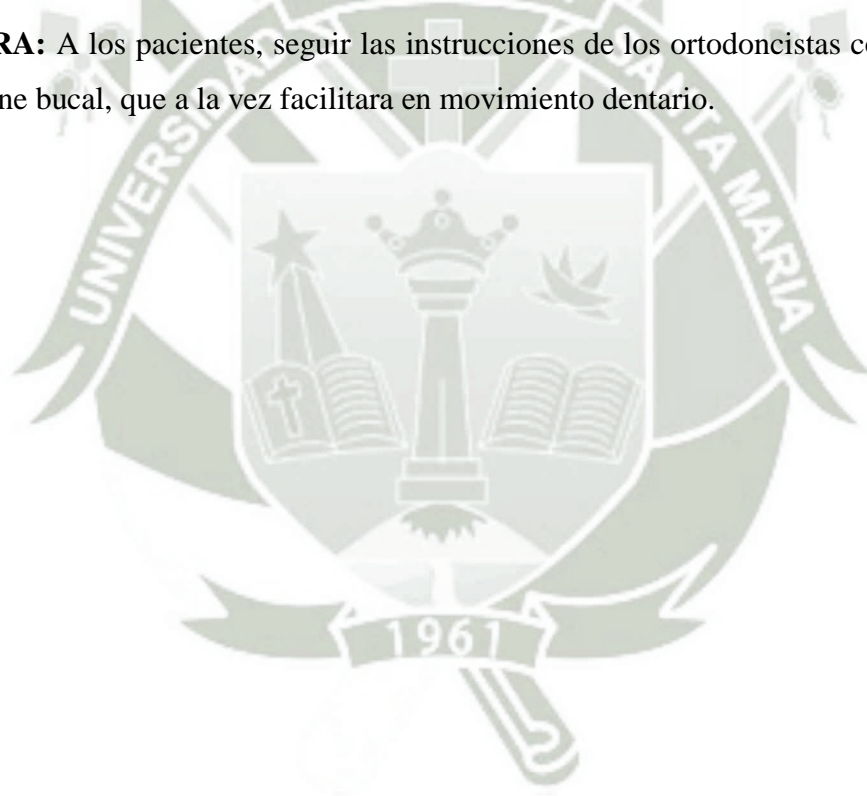 RA: A los pacientes, seguir las instrucciones de los ortodoncistas
ne bucal, que a la vez facilitara en movimiento dentario.
UNIVERSIDAD
SANTA MARIA
1961